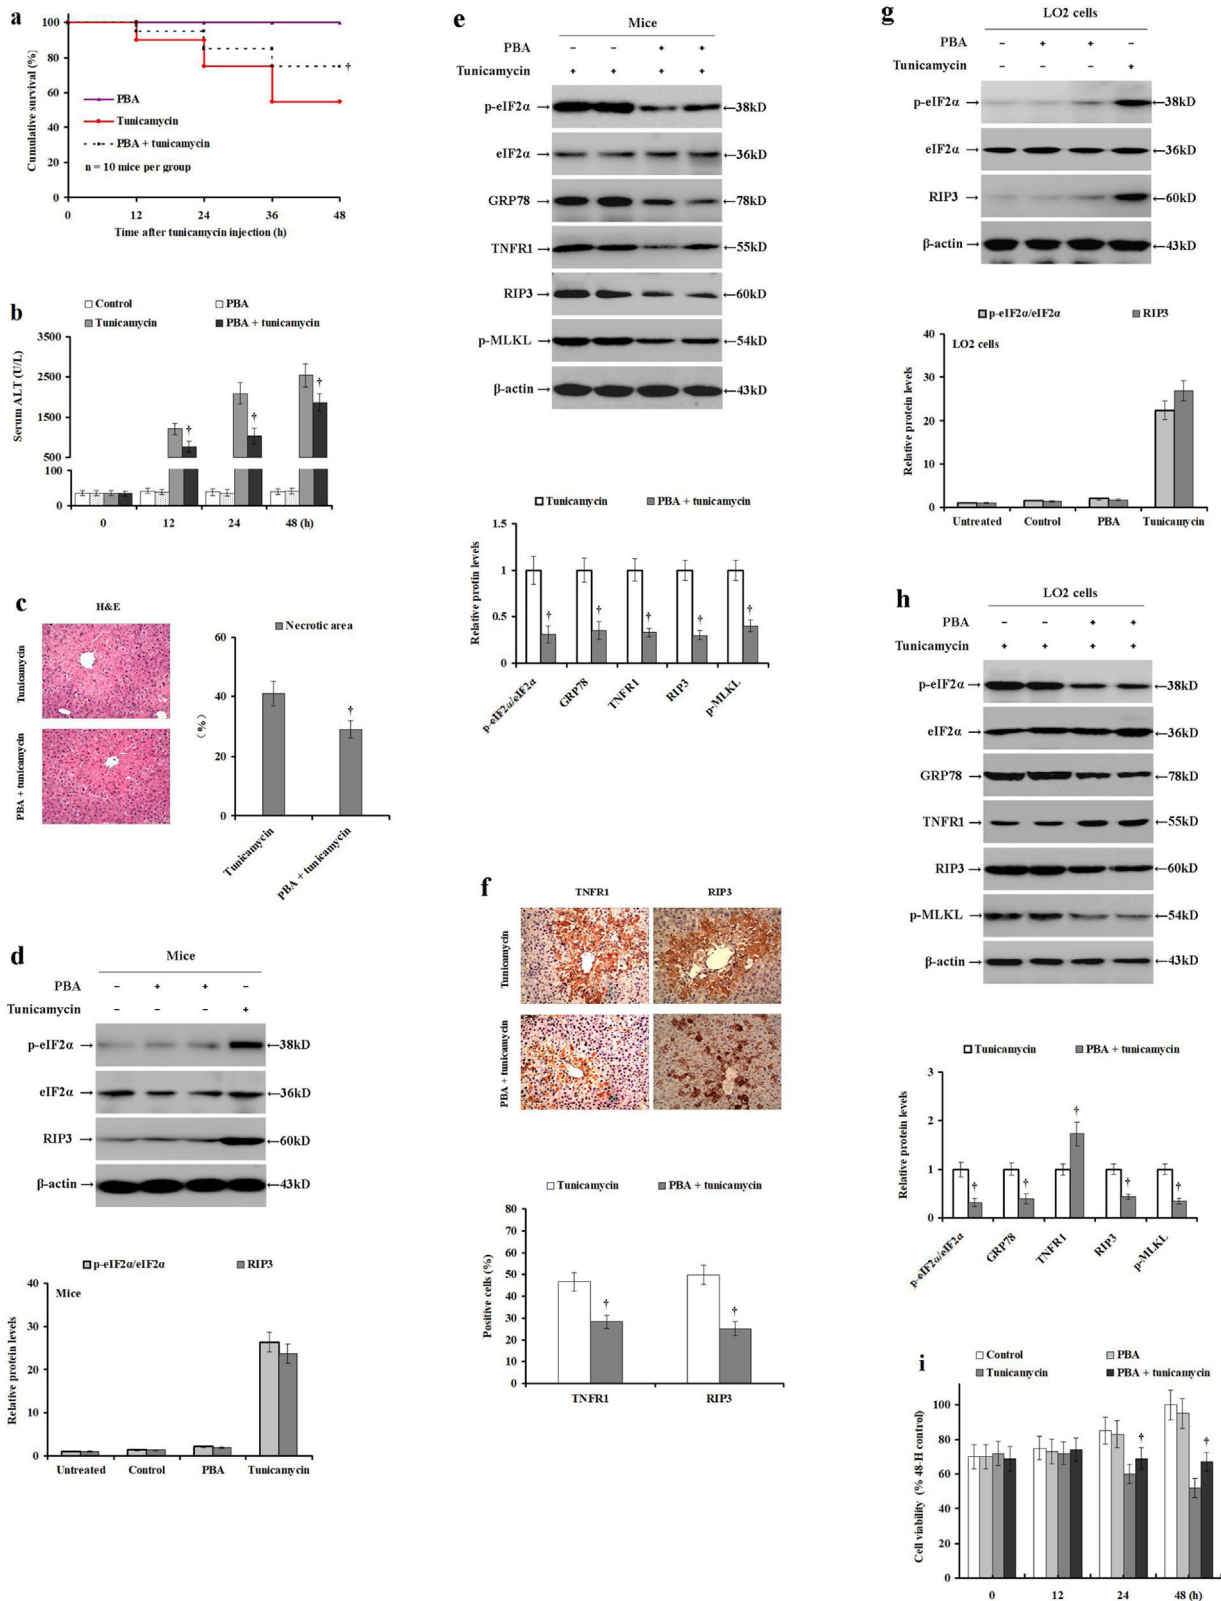 a
Cumulative survival (%)
100
80
60
40
20
0
PBA
Tunicamycin
PBA + tunicamycin
n = 10 mice per group
0 12 24 36 48
Time after tunicamycin injection (h)
†
b
Control PBA
Tunicamycin PBA + tunicamycin
Serum ALT (U/L)
3500
2500
1500
500
100
0
† † †
0 12 24 48 (h)
c
H&E
Tunicamycin
PBA + tunicamycin
Necrotic area
(%)
60
40
20
0
†
Tunicamycin
PBA + tunicamycin
d
Mice
PBA – + + –
Tunicamycin – – – +
p-eIF2α → ←38kD
eIF2α → ←36kD
RIP3 → ←60kD
β-actin → ←43kD
p-eIF2α/eIF2α RIP3
Mice
Relative protein levels
40
30
20
10
0
Untreated Control PBA Tunicamycin
e
Mice
PBA – – + +
Tunicamycin + + + +
p-eIF2α → ←38kD
eIF2α → ←36kD
GRP78 → ←78kD
TNFR1 → ←55kD
RIP3 → ←60kD
p-MLKL → ←54kD
β-actin → ←43kD
Tunicamycin PBA + tunicamycin
Relative protin levels
1.5
1
0.5
0
† † † † †
p-eIF2α/eIF2α GRP78 TNFR1 RIP3 p-MLKL
f
TNFR1 RIP3
Tunicamycin
PBA + tunicamycin
Tunicamycin PBA + tunicamycin
Positive cells (%)
80
70
60
50
40
30
20
10
0
† †
TNFR1 RIP3
g
LO2 cells
PBA – + + –
Tunicamycin – – – +
p-eIF2α → ←38kD
eIF2α → ←36kD
RIP3 → ←60kD
β-actin → ←43kD
p-eIF2α/eIF2α RIP3
LO2 cells
Relative protein levels
40
30
20
10
0
Untreated Control PBA Tunicamycin
h
LO2 cells
PBA – – + +
Tunicamycin + + + +
p-eIF2α → ←38kD
eIF2α → ←36kD
GRP78 → ←78kD
TNFR1 → ←55kD
RIP3 → ←60kD
p-MLKL → ←54kD
β-actin → ←43kD
Tunicamycin PBA + tunicamycin
Relative protein levels
3
2
1
0
† † † † †
p-eIF2α/eIF2α GRP78 TNFR1 RIP3 p-MLKL
i
Control PBA
Tunicamycin PBA + tunicamycin
Cell viability (% 48-H control)
100
80
60
40
20
0
† †
0 12 24 48 (h)